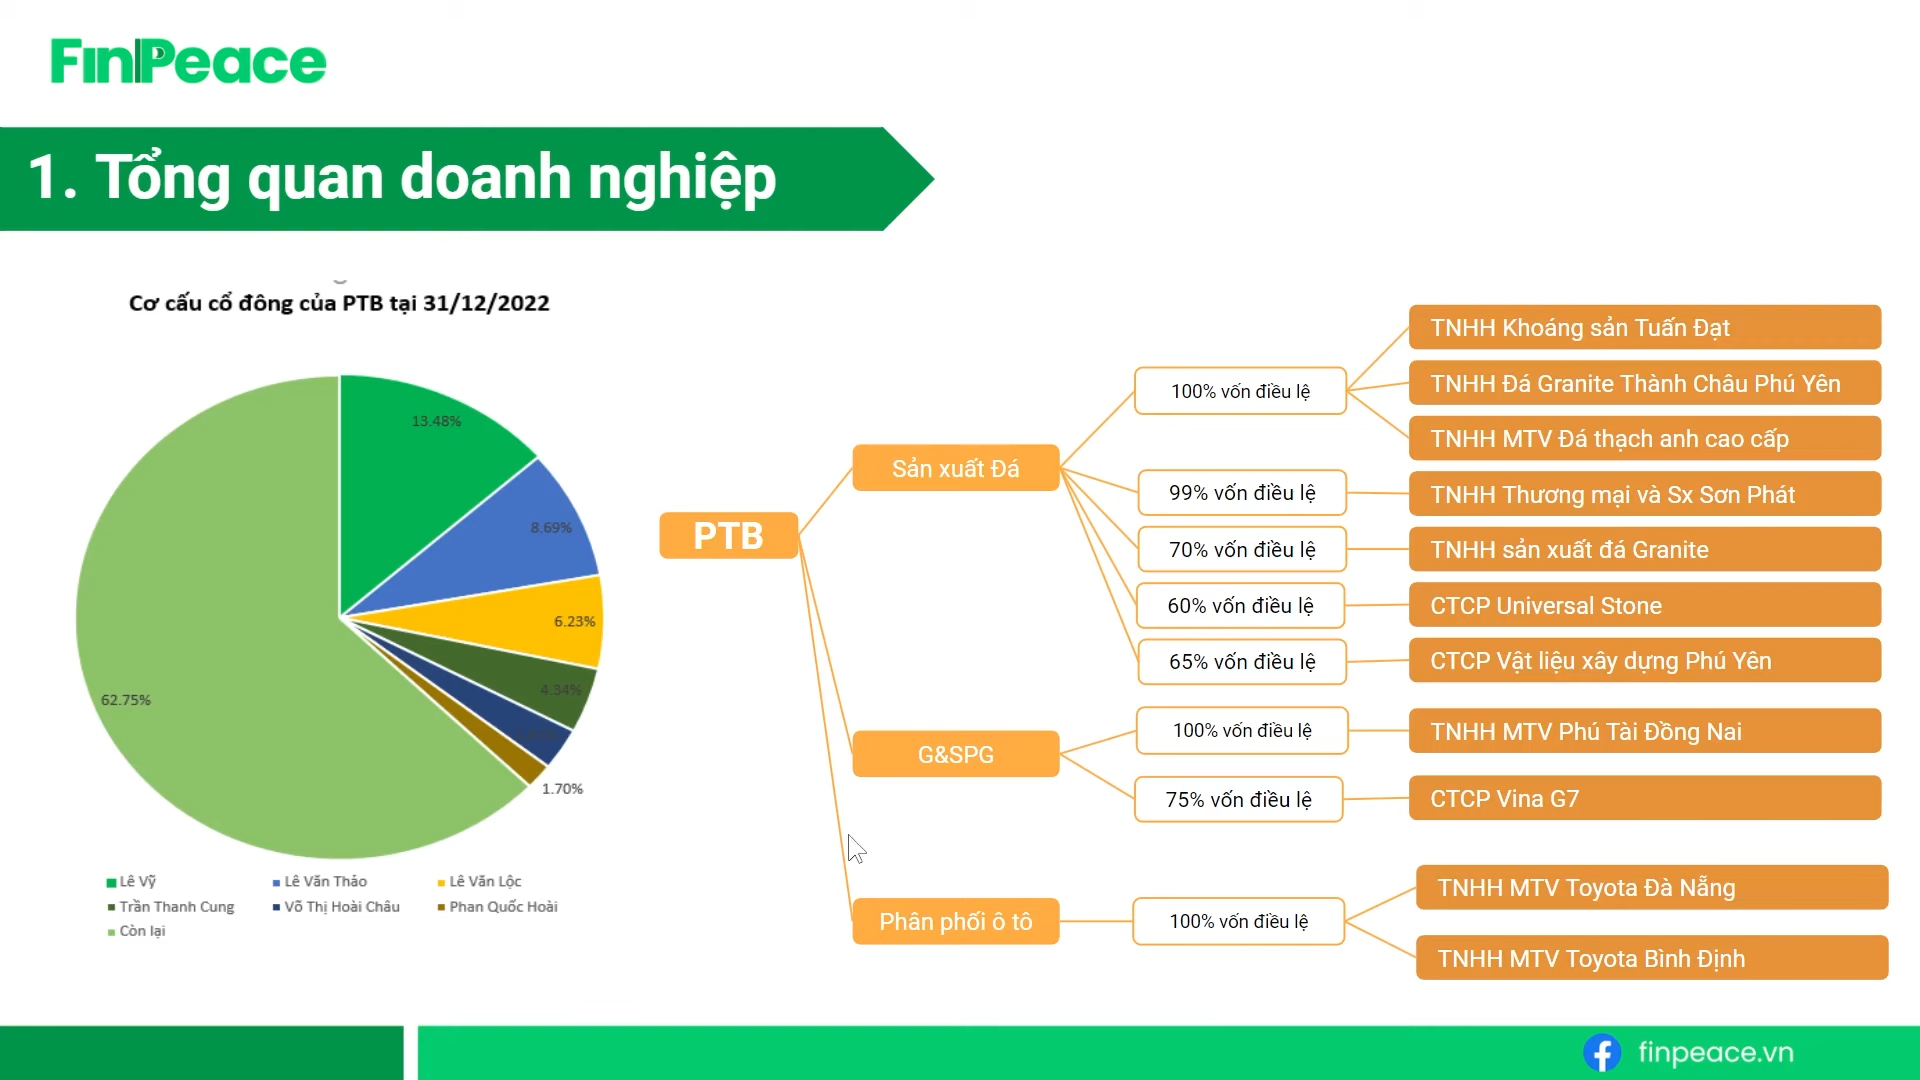 FinPeace
1. Tổng quan doanh nghiệp
Cơ cấu cổ đông của PTB tại 31/12/2022
13.48%
8.69%
6.23%
4.34%
1.70%
62.75%
Lê Vỹ
Lê Văn Thảo
Lê Văn Lộc
Trần Thanh Cung
Võ Thị Hoài Châu
Phan Quốc Hoài
Còn lại
PTB
Sản xuất Đá
100% vốn điều lệ
TNHH Khoáng sản Tuấn Đạt
TNHH Đá Granite Thành Châu Phú Yên
TNHH MTV Đá thạch anh cao cấp
99% vốn điều lệ
TNHH Thương mại và Sx Sơn Phát
70% vốn điều lệ
TNHH sản xuất đá Granite
60% vốn điều lệ
CTCP Universal Stone
65% vốn điều lệ
CTCP Vật liệu xây dựng Phú Yên
G&SPG
100% vốn điều lệ
TNHH MTV Phú Tài Đồng Nai
75% vốn điều lệ
CTCP Vina G7
Phân phối ô tô
100% vốn điều lệ
TNHH MTV Toyota Đà Nẵng
TNHH MTV Toyota Bình Định
finpeace.vn